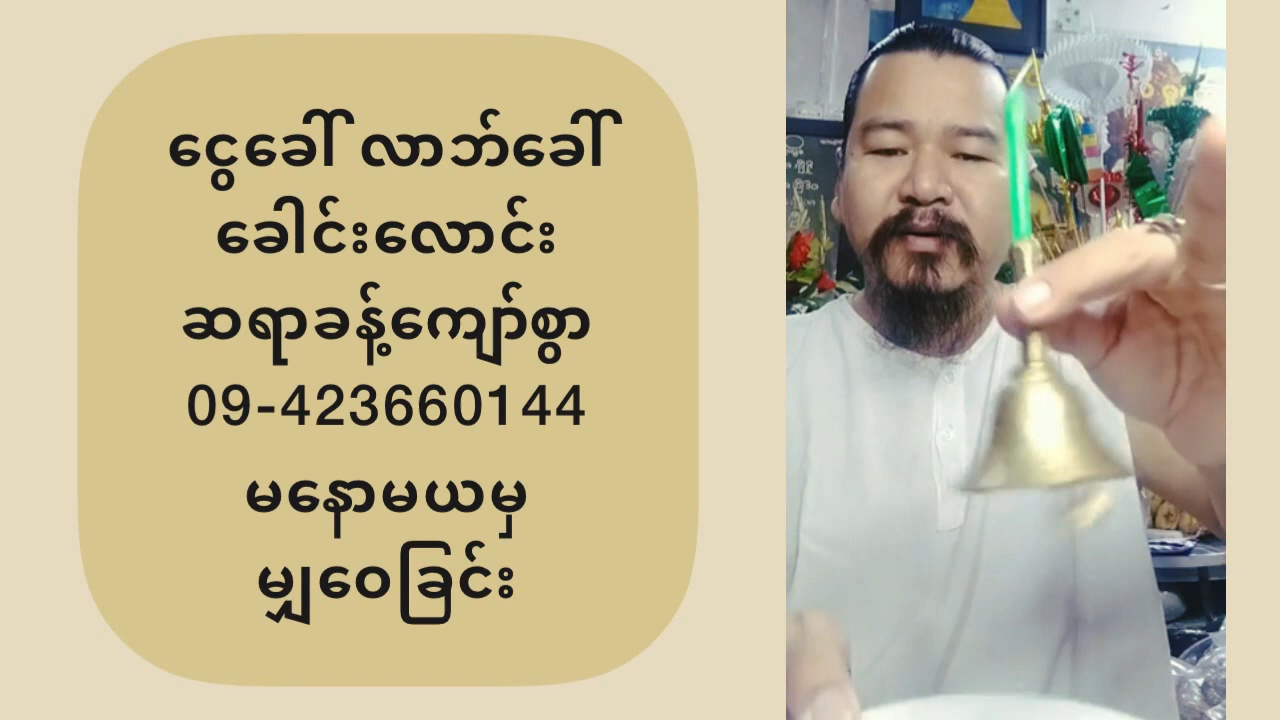 ငွေခေါ် လာဘ်ခေါ်
ခေါင်းလောင်း
ဆရာခန့်ကျော်စွာ
09-423660144
မနောမယမှ
မျှဝေခြင်း